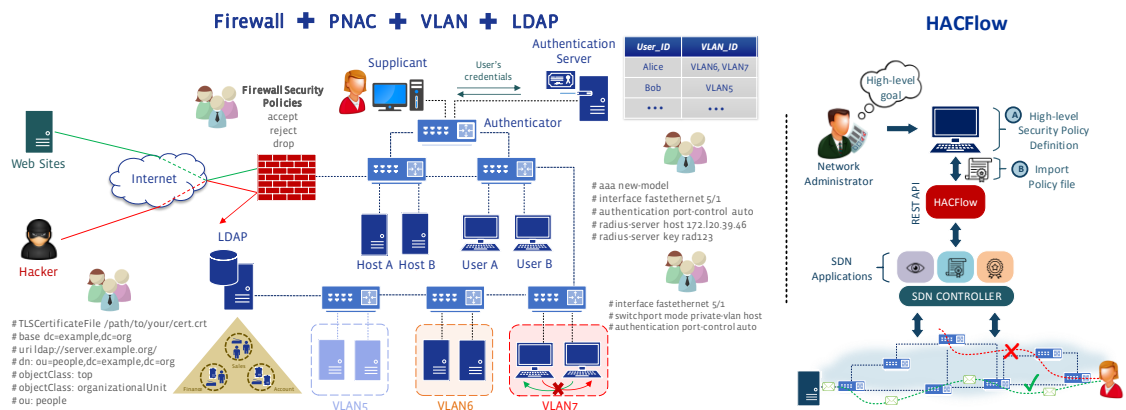 Firewall + PNAC + VLAN + LDAP
HACFlow
Supplicant
User's
credentials
Authentication
Server
User_ID VLAN_ID
Alice VLAN6, VLAN7
Bob VLAN5
••• •••
Firewall Security
Policies
accept
reject
drop
Authenticator
Web Sites
Internet
Hacker
LDAP
Host A
Host B
User A
User B
# aaa new-model
# interface fastethernet 5/1
# authentication port-control auto
# radius-server host 172.l20.39.46
# radius-server key rad123
# interface fastethernet 5/1
# switchport mode private-vlan host
# authentication port-control auto
# TLSCertificateFile /path/to/your/cert.crt
# base dc=example,dc=org
# uri ldap://server.example.org/
# dn: ou=people,dc=example,dc=org
# objectClass: top
# objectClass: organizationalUnit
# ou: people
Sales
Finance
Account
VLAN5
VLAN6
VLAN7
High-level
goal
Network
Administrator
A High-level
Security Policy
Definition
B Import
Policy file
REST API
HACFlow
SDN
Applications
SDN CONTROLLER